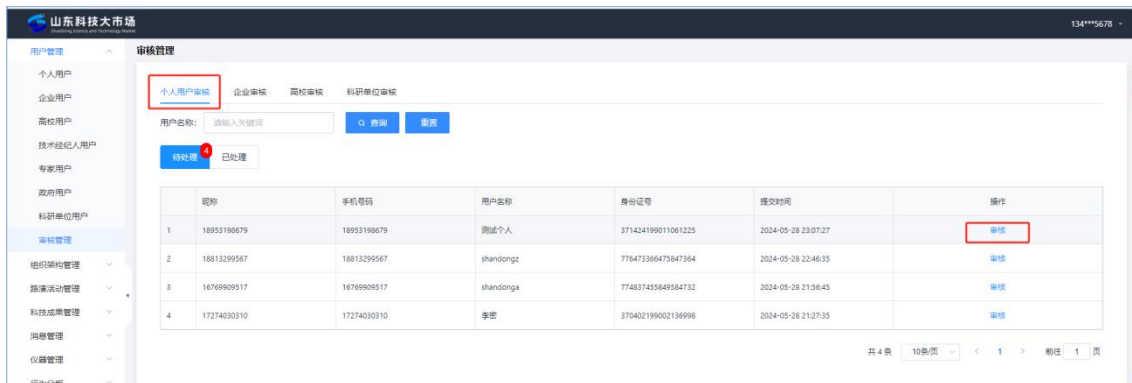 山东科技大市场
ShanDong Science and Technology Market
134***5678
用户管理
个人用户
企业用户
高校用户
技术经纪人用户
专家用户
政府用户
科研单位用户
审核管理
组织架构管理
路演活动管理
科技成果管理
消息管理
仪器管理
行为分析
审核管理
个人用户审核 企业审核 高校审核 科研单位审核
用户名称： 请输入关键词 查询 重置
待处理 4 已处理
昵称 手机号码 用户名称 身份证号 提交时间 操作
1 18953198679 18953198679 测试个人 371424199011061225 2024-05-28 23:07:27 审核
2 18813299567 18813299567 shandongz 776473366475847364 2024-05-28 22:46:35 审核
3 16769909517 16769909517 shandonga 774837455849584732 2024-05-28 21:56:45 审核
4 17274030310 17274030310 李密 370402199002136998 2024-05-28 21:27:35 审核
共 4 条 10条/页 1 前往 1 页